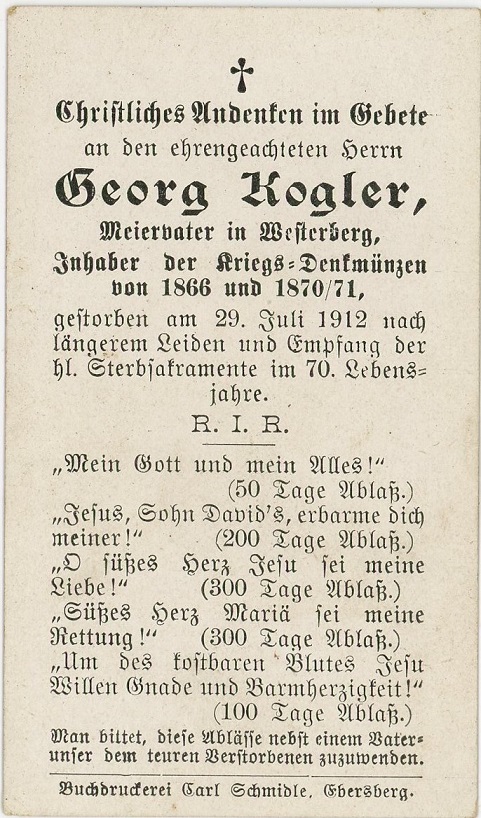 Christliches Andenken im Gebete
an den ehrengeachteten Herrn
Georg Kogler,
Meiervater in Westerberg,
Inhaber der Kriegs-Denkmünzen
von 1866 und 1870/71,
gestorben am 29. Juli 1912 nach
längerem Leiden und Empfang der
hl. Sterbsakramente im 70. Lebens-
jahre.
R. I. R.
„Mein Gott und mein Alles!“
(50 Tage Ablaß.)
„Jesus, Sohn David's, erbarme dich
meiner!“ (200 Tage Ablaß.)
„O süßes Herz Jesu sei meine
Liebe!“ (300 Tage Ablaß.)
„Süßes Herz Mariä sei meine
Rettung!“ (300 Tage Ablaß.)
„Um des kostbaren Blutes Jesu
Willen Gnade und Barmherzigkeit!“
(100 Tage Ablaß.)
Man bittet, diese Ablässe nebst einem Vater-
unser dem teuren Verstorbenen zuzuwenden.
Buchdruckerei Carl Schmidle, Ebersberg.